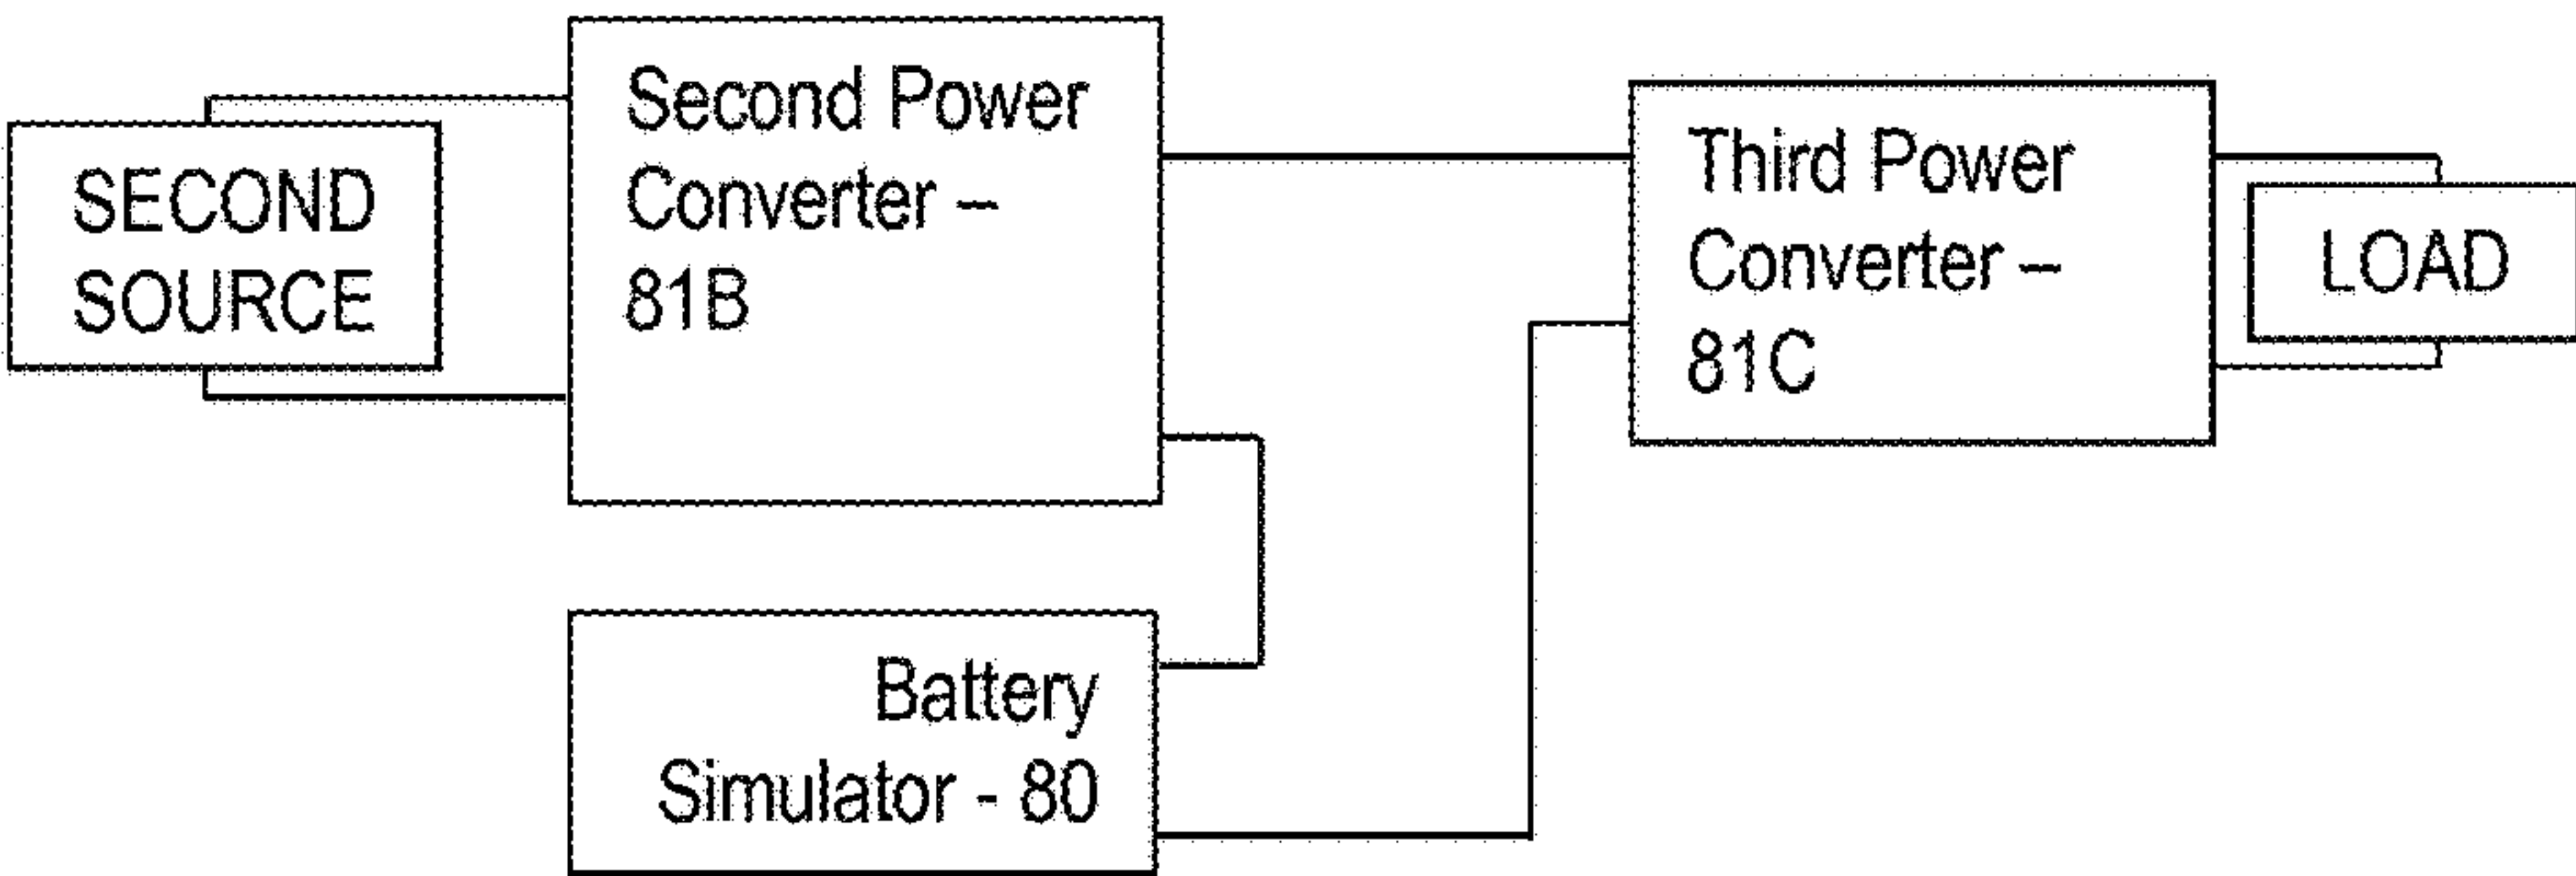 SECOND
SOURCE
Second Power
Converter –
81B
Third Power
Converter –
81C
LOAD
Battery
Simulator - 80